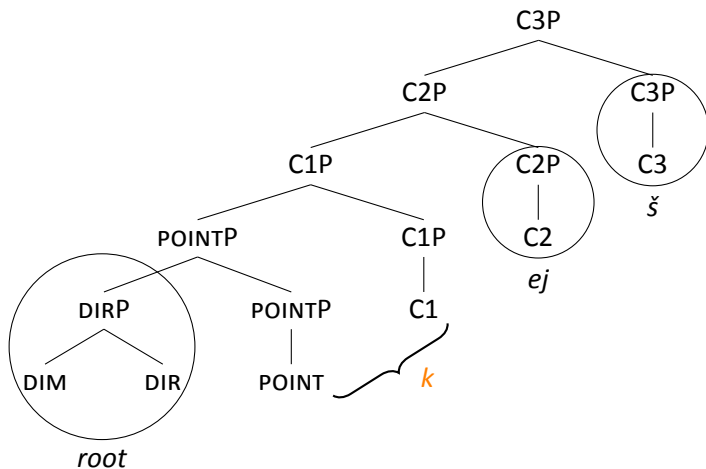 C3P
C2P C3P
C1P C2P C3
š
POINTP C1P C2
ej
DIRP POINTP C1
DIM DIR POINT k
root